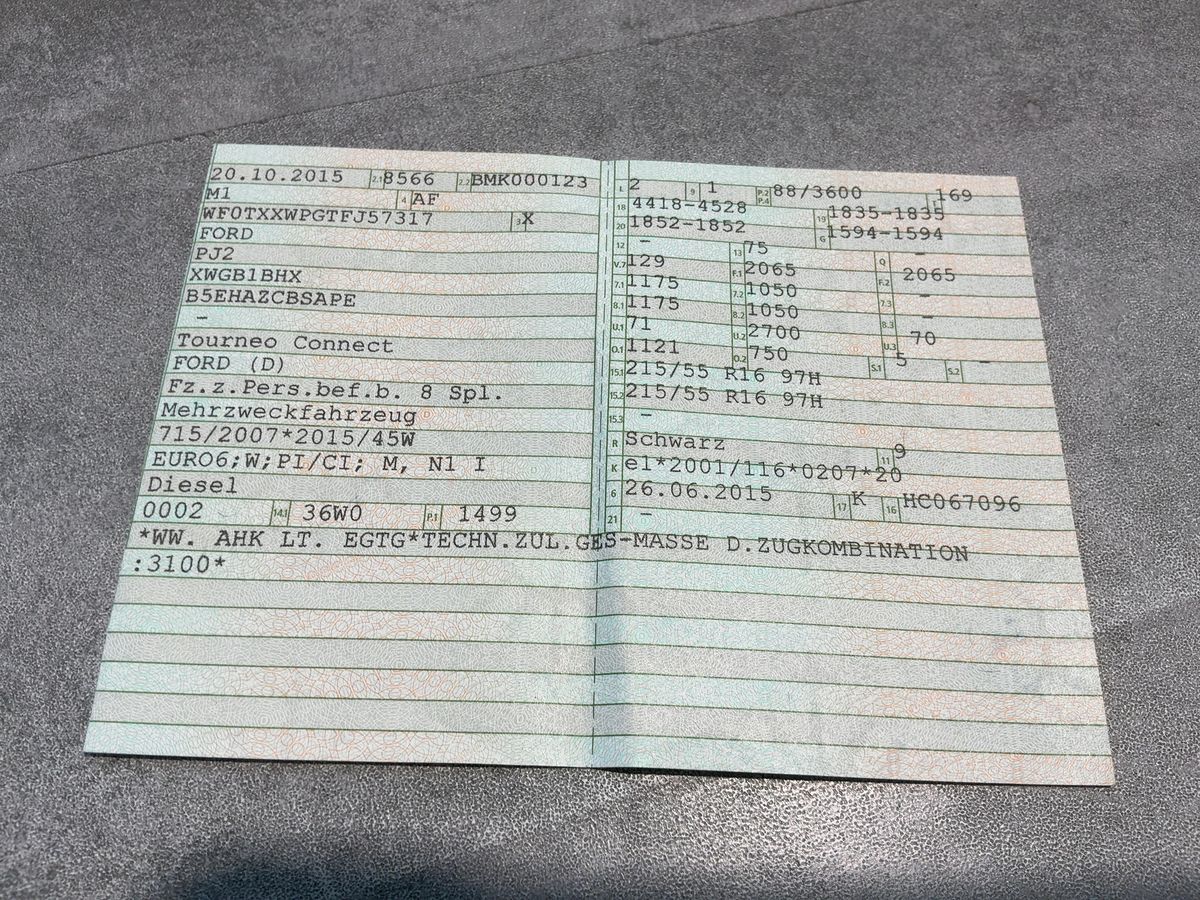 20.10.2015 2.1 8566 2.2 BMK000123
M1 4 AF
WF0TXXWPGTFJ57317 3 X
FORD
PJ2
XWGB1BHX
B5EHAZCBSAPE
–
Tourneo Connect
FORD (D)
Fz.z.Pers.bef.b. 8 Spl.
Mehrzweckfahrzeug
715/2007*2015/45W
EURO6;W;PI/CI; M, N1 I
Diesel
0002 14.1 36W0 P.1 1499
L 2 9 1 P.2 P.4 88/3600 T 169
18 4418-4528 19 1835-1835
20 1852-1852 G 1594-1594
12 – 13 75 Q –
V.7 129 F.1 2065 F.2 2065
7.1 1175 7.2 1050 7.3 –
8.1 1175 8.2 1050 8.3 –
U.1 71 U.2 2700 U.3 70
O.1 1121 O.2 750 S.1 5 S.2 –
15.1 215/55 R16 97H
15.2 215/55 R16 97H
15.3 –
R Schwarz 11 9
K e1*2001/116*0207*20
6 26.06.2015 17 K 16 HC067096
21 –
*WW. AHK LT. EGTG*TECHN.ZUL.GES-MASSE D.ZUGKOMBINATION
:3100*